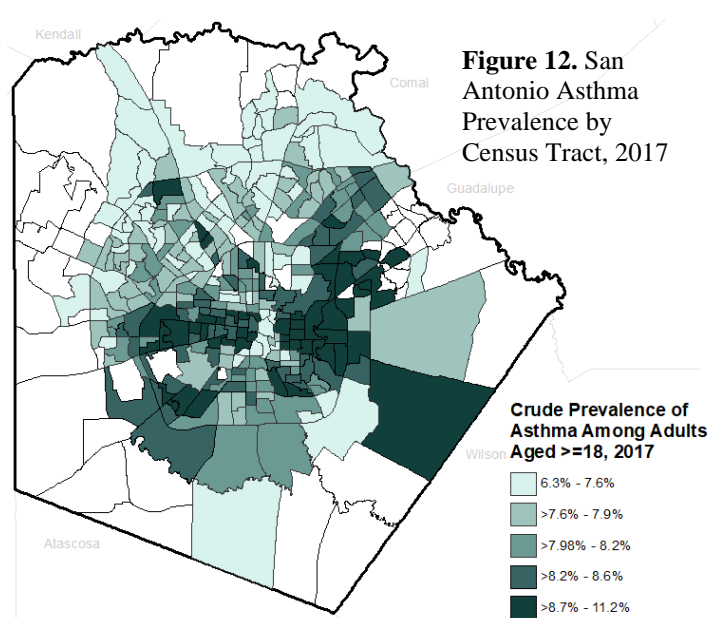 Kendall
Comal
Figure 12. San
Antonio Asthma
Prevalence by
Census Tract, 2017
Guadalupe
Crude Prevalence of
Asthma Among Adults
Aged >=18, 2017
Wilson
6.3% - 7.6%
>7.6% - 7.9%
>7.98% - 8.2%
>8.2% - 8.6%
>8.7% - 11.2%
Atascosa